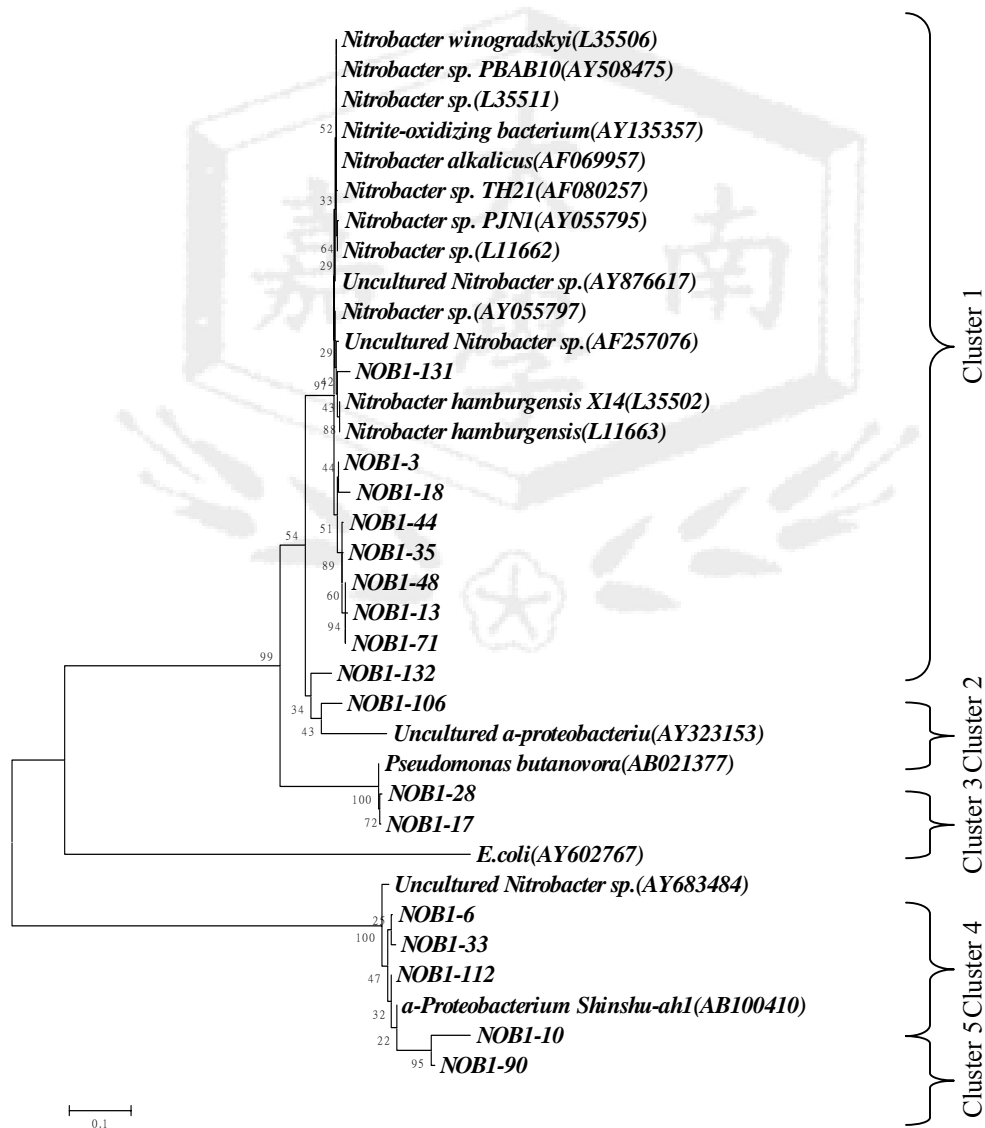 Nitrobacter winogradskyi(L35506)
Nitrobacter sp. PBAB10(AY508475)
Nitrobacter sp.(L35511)
Nitrite-oxidizing bacterium(AY135357)
Nitrobacter alkalicus(AF069957)
Nitrobacter sp. TH21(AF080257)
Nitrobacter sp. PJN1(AY055795)
Nitrobacter sp.(L11662)
Uncultured Nitrobacter sp.(AY876617)
Nitrobacter sp.(AY055797)
Uncultured Nitrobacter sp.(AF257076)
NOB1-131
Nitrobacter hamburgensis X14(L35502)
Nitrobacter hamburgensis(L11663)
NOB1-3
NOB1-18
NOB1-44
NOB1-35
NOB1-48
NOB1-13
NOB1-71
NOB1-132
NOB1-106
Uncultured a-proteobacteriu(AY323153)
Pseudomonas butanovora(AB021377)
NOB1-28
NOB1-17
E.coli(AY602767)
Uncultured Nitrobacter sp.(AY683484)
NOB1-6
NOB1-33
NOB1-112
a-Proteobacterium Shinshu-ah1(AB100410)
NOB1-10
NOB1-90
52
33
64
29
29
42
97
43
88
44
51
54
89
60
94
99
34
43
100
72
25
100
47
32
22
95
0.1
Cluster 1
Cluster 2
Cluster 3
Cluster 4
Cluster 5
嘉
南
大
學